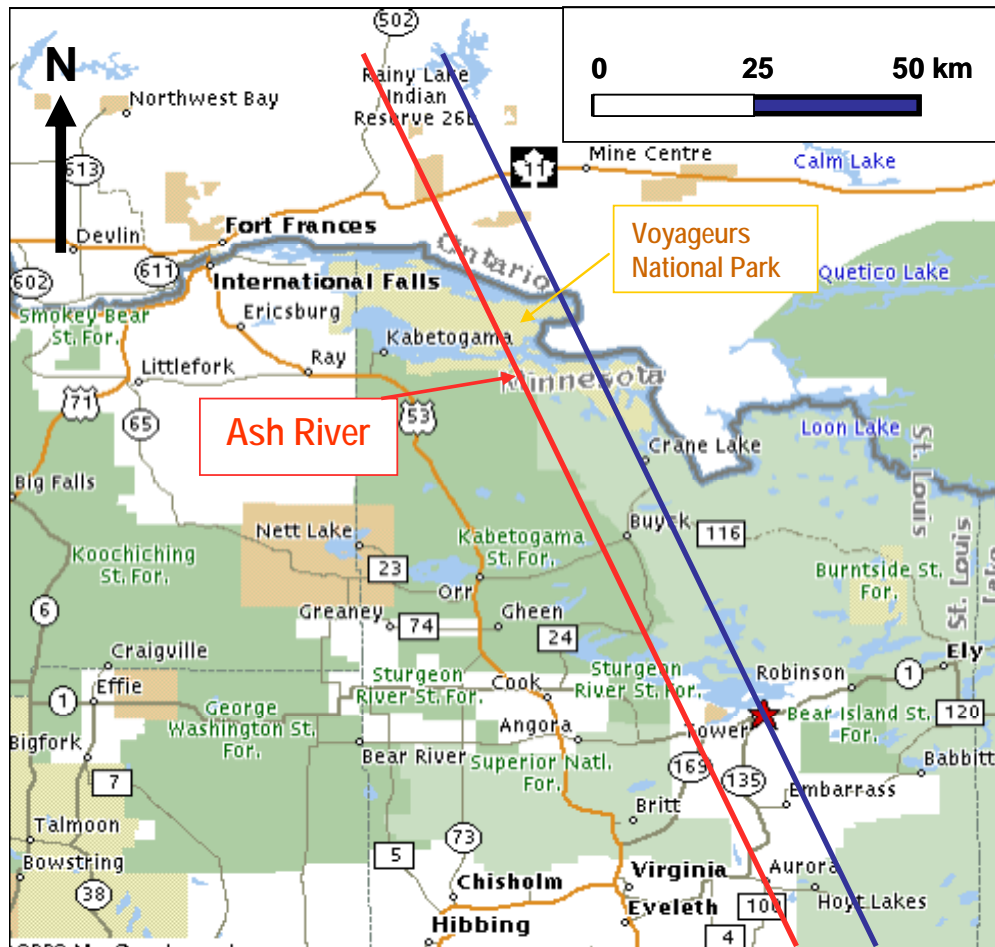 502
0 25 50 km
N
Rainy Lake
Indian
Reserve 26
Northwest Bay
11
Mine Centre
Calm Lake
613
Fort Frances
Devlin
Ontario
Voyageurs
National Park
Quetico Lake
602
611
International Falls
Smokey Bear
St. For.
Ericsburg
Kabetogama
Ray
Littlefork
Minnesota
71
65
53
Ash River
Loon Lake
Crane Lake
St. Louis
Big Falls
Nett Lake
Kabetogama
St. For.
Buyck
116
Koochiching
St. For.
23
Orr
Burntside St.
For.
St. Louis
Lake
6
Greaney
74
Gheen
24
Craigville
Ely
Effie
1
Sturgeon
River St. For.
Cook
Sturgeon
River St. For.
Robinson
1
George
Washington St.
For.
Angora
Tower
Bear Island St.
For.
120
Bigfork
Bear River
Superior Natl.
For.
169
135
Babbitt
7
Embarrass
Britt
Talmoon
73
Bowstring
5
38
Chisholm
Virginia
Aurora
Hoyt Lakes
100
Eveleth
Hibbing
4